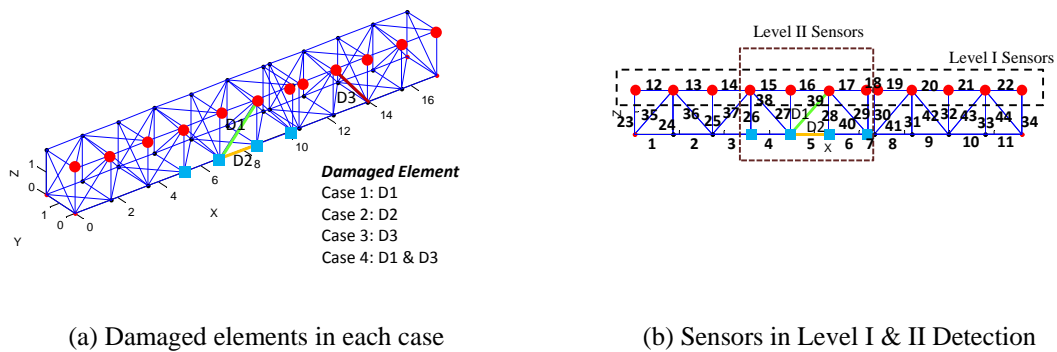 Level II Sensors
Level I Sensors
D3
D1
D2
16
14
12
10
8
6
4
2
0
X
1
0
Z
0
1
Y
Damaged Element
Case 1: D1
Case 2: D2
Case 3: D3
Case 4: D1 & D3
12 13 14 15 16 17 18 19 20 21 22
Z
35 36 37 38 39 40 41 42 43 44
23 24 25 26 27 28 29 30 31 32 33 34
D1
D2
X
1 2 3 4 5 6 7 8 9 10 11
(a) Damaged elements in each case
(b) Sensors in Level I & II Detection